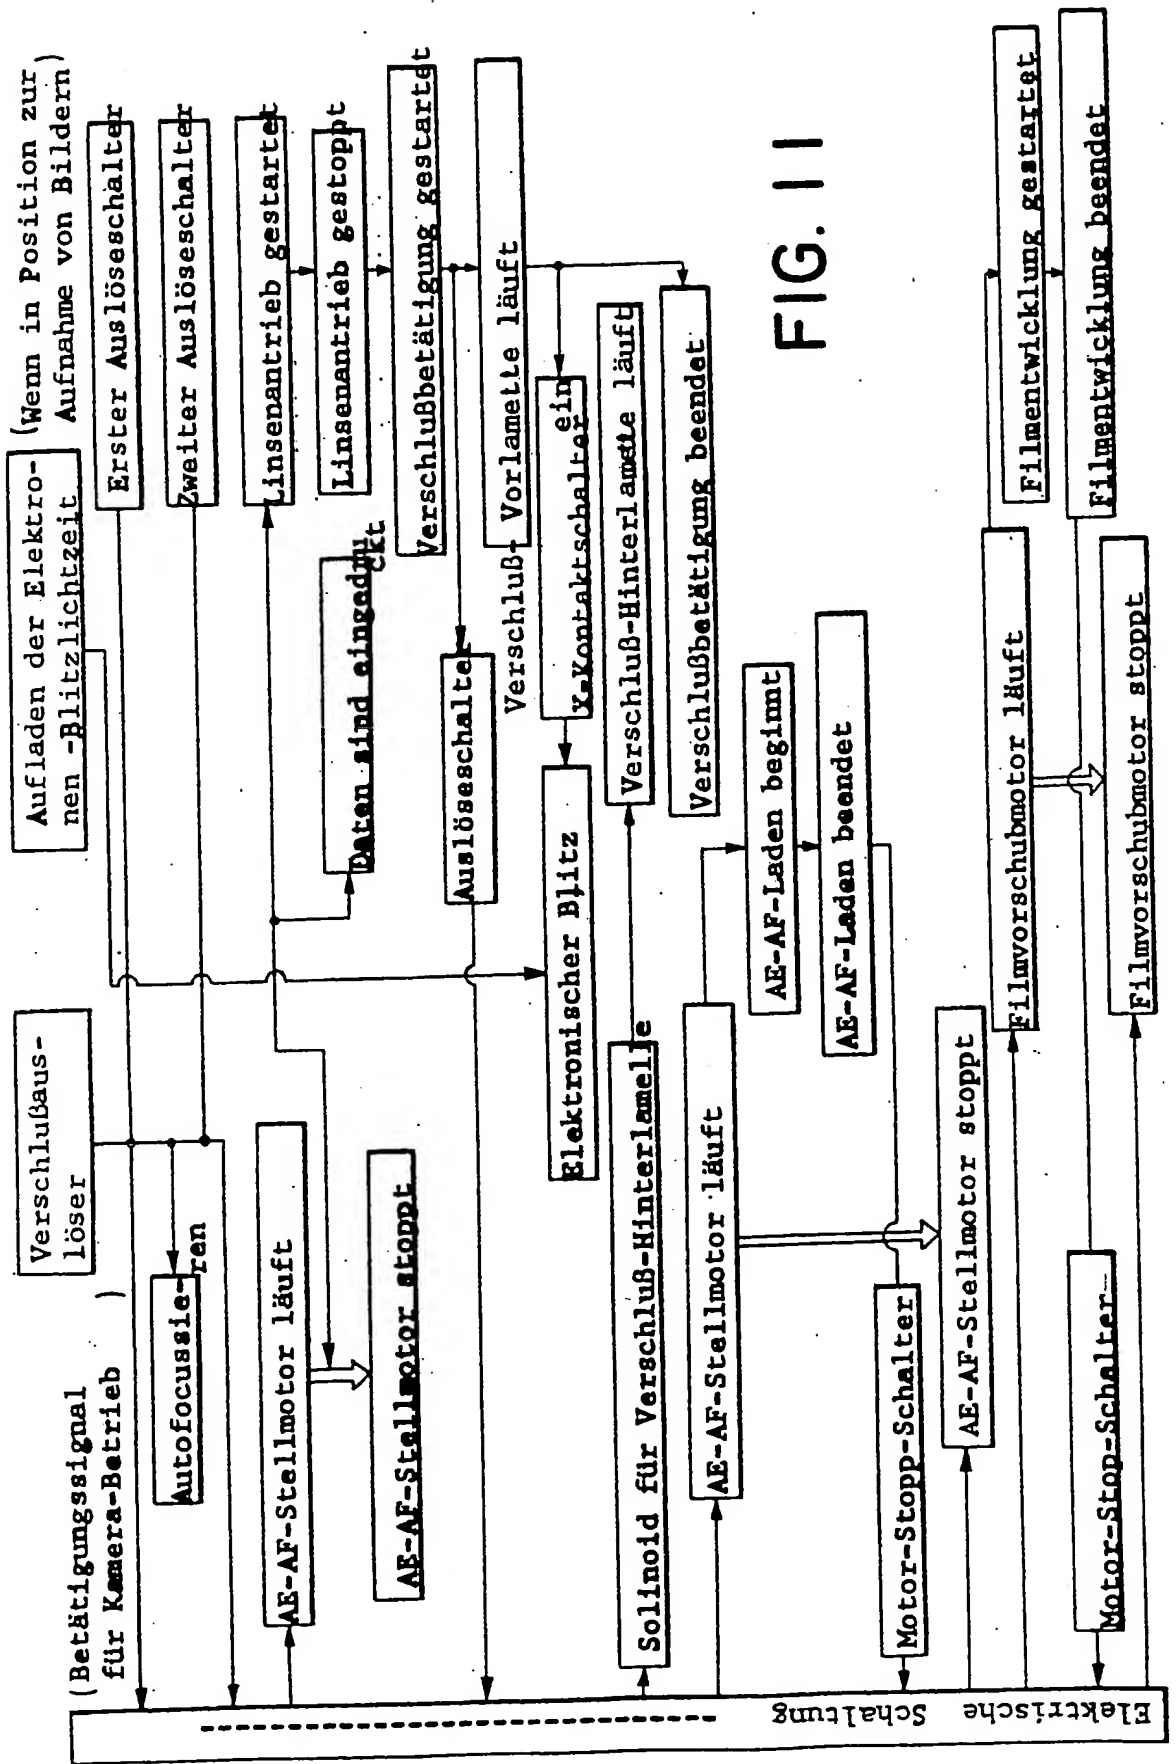 (Betätigungssignal
für Kamera-Betrieb )
Verschlußaus-
löser
Aufladen der Elektro-
nen -Blitzlichtzeit
(Wenn in Position zur
Aufnahme von Bildern)
Erster Auslöseschalter
Autofocussie-
ren
Zweiter Auslöseschalter
AE-AF-Stellmotor läuft
Linsenantrieb gestartet
Daten sind eingedru
ckt
Linsenantrieb gestoppt
AE-AF-Stellmotor stoppt
Verschlußbetätigung gestartet
Auslöseschalter
Verschluß- Vorlamette läuft
Elektronischer Blitz
ein
X-Kontaktschalter
Solinoid für Verschluß-Hinterlamelle
Verschluß-Hinterlamette läuft
Verschlußbetätigung beendet
AE-AF-Stellmotor läuft
AE-AF-Laden beginnt
AE-AF-Laden beendet
Motor-Stopp-Schalter
AE-AF-Stellmotor stoppt
Filmvorschubmotor läuft
Filmentwicklung gestartet
Filmentwicklung beendet
Motor-Stop-Schalter
Filmvorschubmotor stoppt
Elektrische Schaltung
FIG. 11